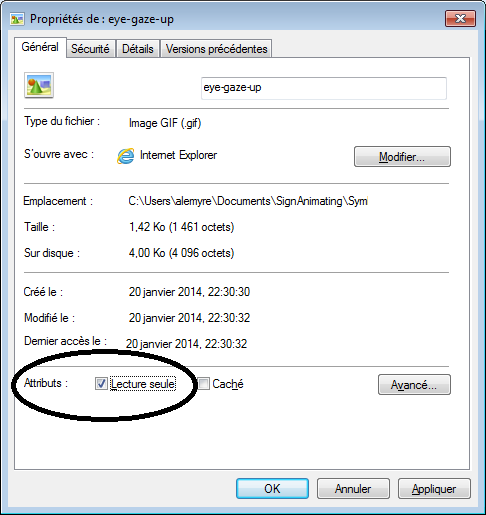 Propriétés de : eye-gaze-up
Général Sécurité Détails Versions précédentes
eye-gaze-up
Type du fichier : Image GIF (.gif)
S'ouvre avec : Internet Explorer Modifier...
Emplacement : C:\Users\alemyre\Documents\SignAnimating\Sym
Taille : 1,42 Ko (1 461 octets)
Sur disque : 4,00 Ko (4 096 octets)
Créé le : 20 janvier 2014, 22:30:30
Modifié le : 20 janvier 2014, 22:30:32
Dernier accès le : 20 janvier 2014, 22:30:32
Attributs : Lecture seule Caché Avancé...
OK Annuler Appliquer